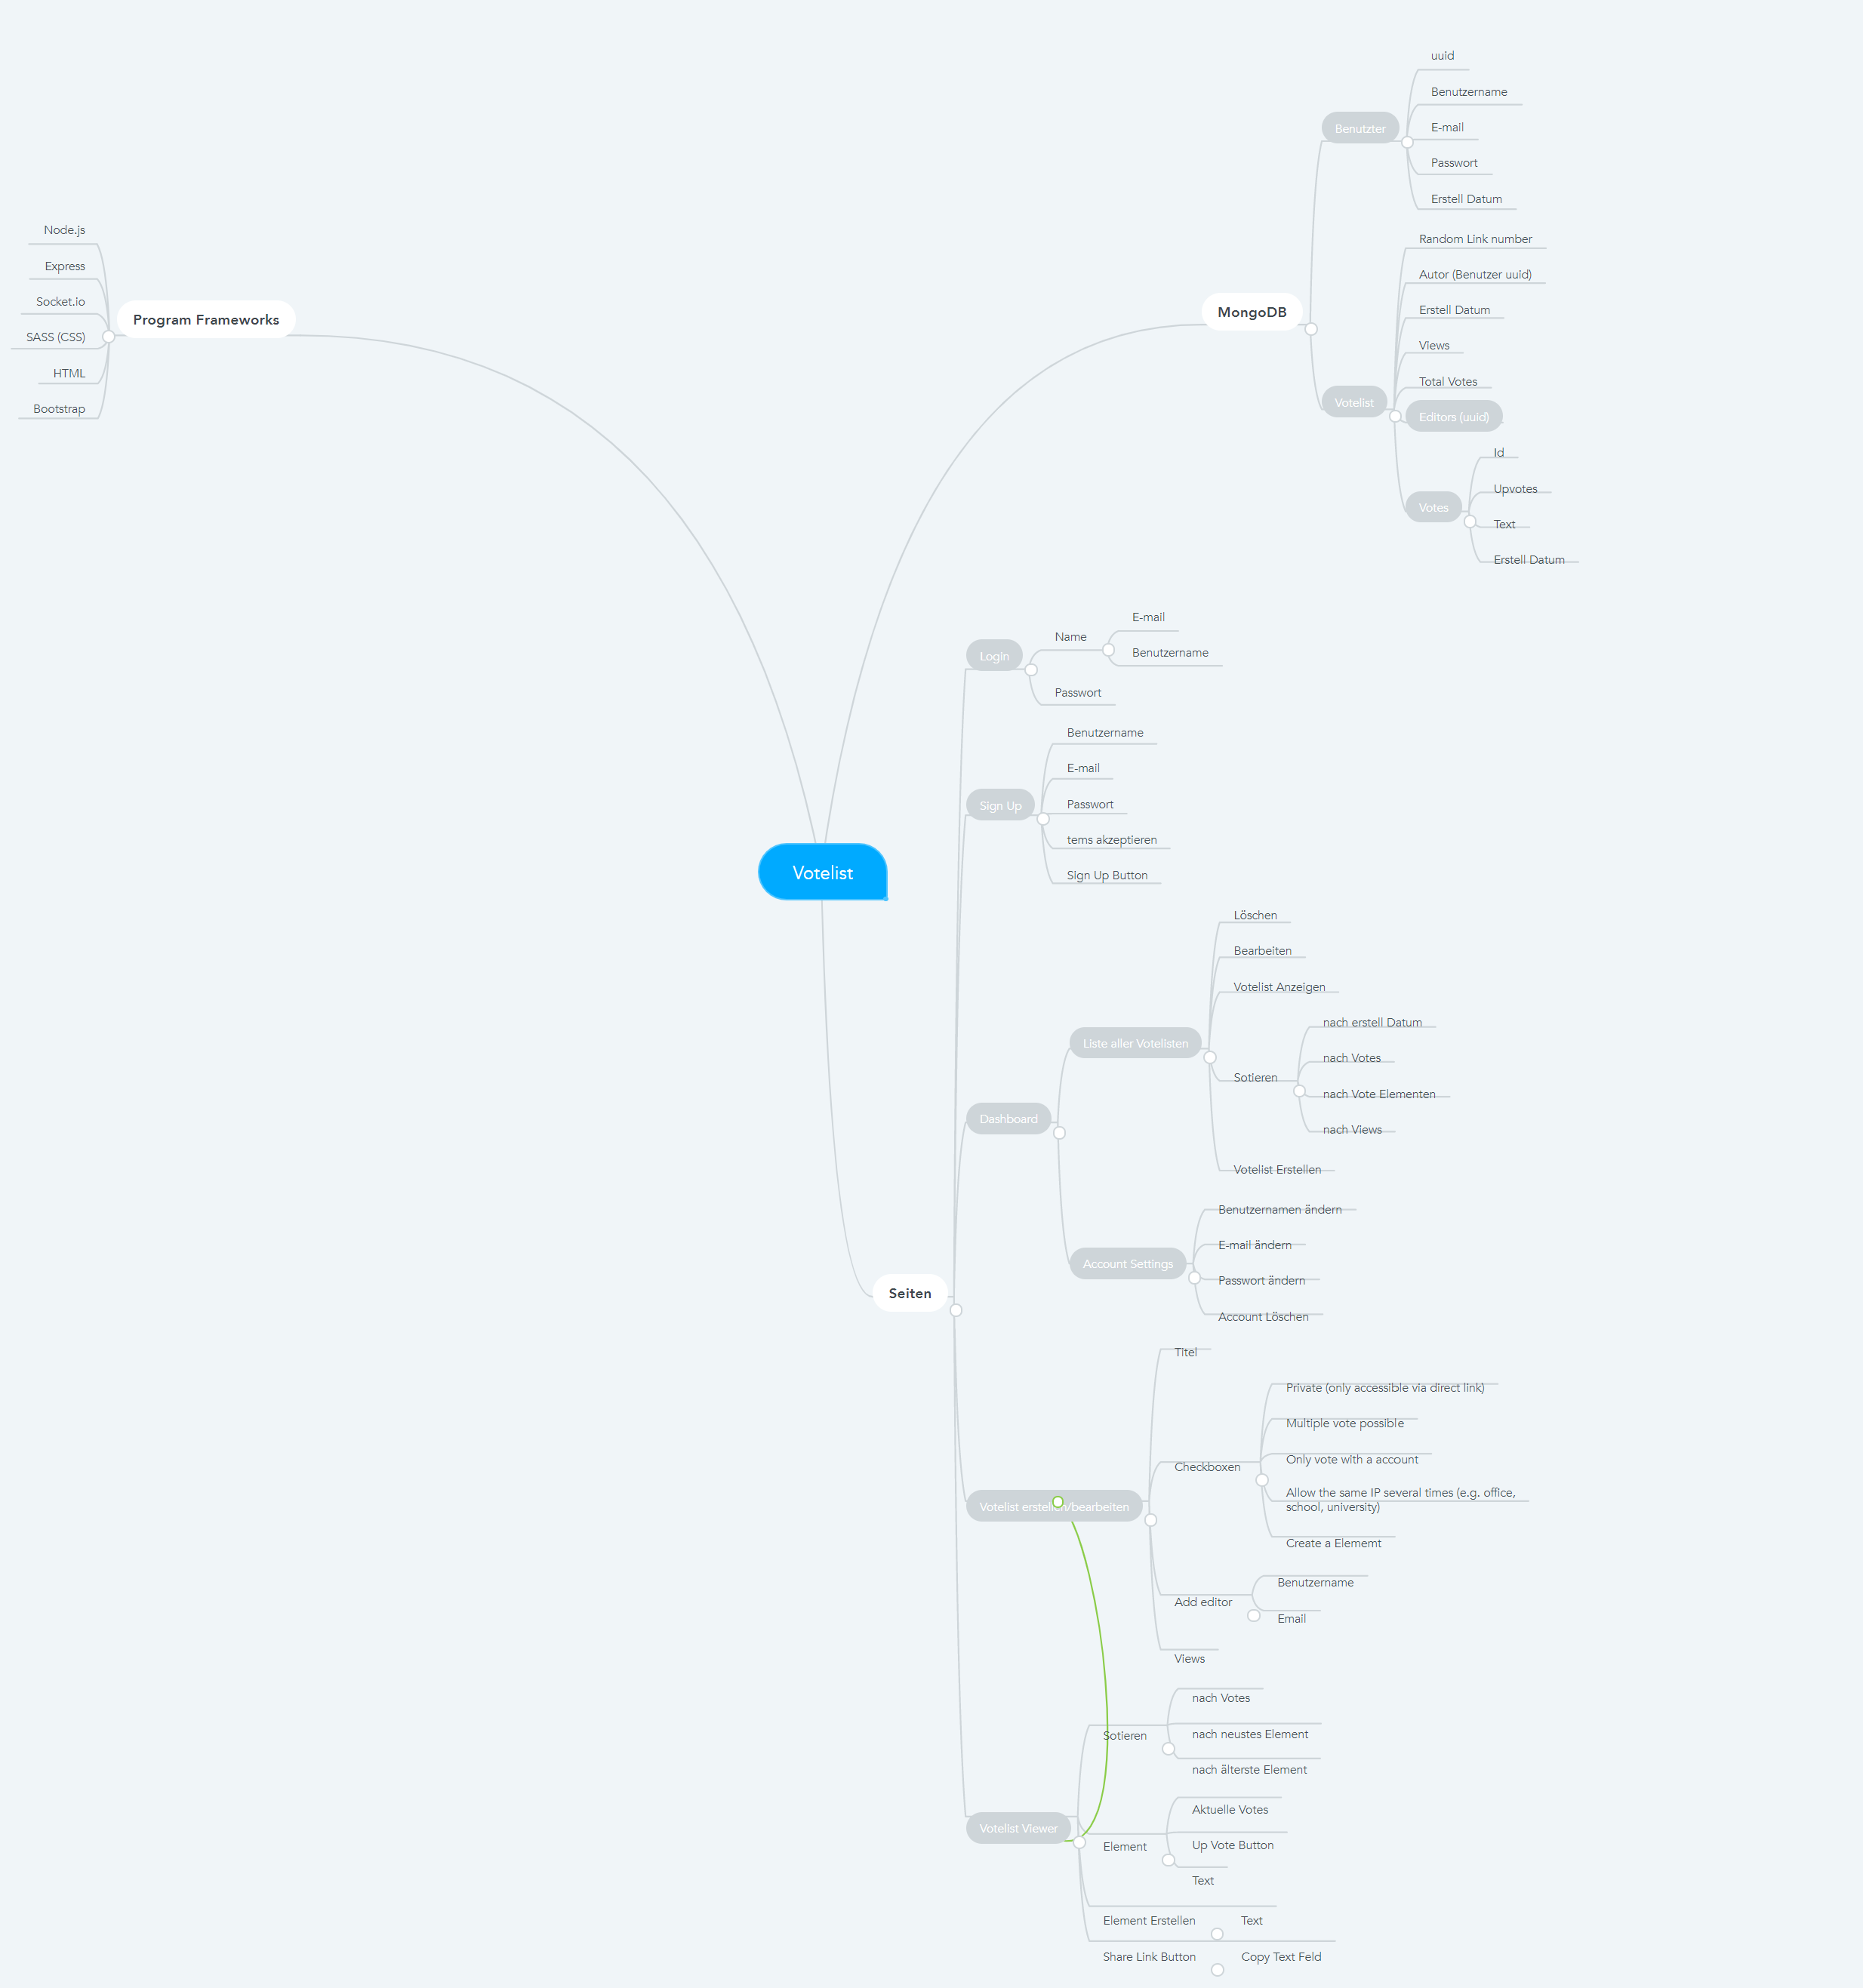 Votelist
Program Frameworks
Node.js
Express
Socket.io
SASS (CSS)
HTML
Bootstrap
MongoDB
Benutzter
uuid
Benutzername
E-mail
Passwort
Erstell Datum
Votelist
Random Link number
Autor (Benutzer uuid)
Erstell Datum
Views
Total Votes
Editors (uuid)
Votes
Id
Upvotes
Text
Erstell Datum
Seiten
Login
Name
E-mail
Benutzername
Passwort
Sign Up
Benutzername
E-mail
Passwort
tems akzeptieren
Sign Up Button
Dashboard
Liste aller Votelisten
Löschen
Bearbeiten
Votelist Anzeigen
Sotieren
nach erstell Datum
nach Votes
nach Vote Elementen
nach Views
Votelist Erstellen
Account Settings
Benutzernamen ändern
E-mail ändern
Passwort ändern
Account Löschen
Votelist erstellen/bearbeiten
Titel
Checkboxen
Private (only accessible via direct link)
Multiple vote possible
Only vote with a account
Allow the same IP several times (e.g. office,
school, university)
Create a Elememt
Add editor
Benutzername
Email
Views
Votelist Viewer
Sotieren
nach Votes
nach neustes Element
nach älterste Element
Element
Aktuelle Votes
Up Vote Button
Text
Element Erstellen
Text
Share Link Button
Copy Text Feld